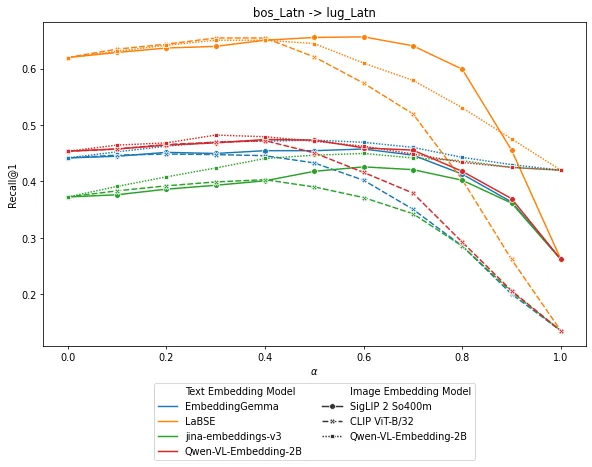 bos_Latn -> lug_Latn
Recall@1
0.6
0.5
0.4
0.3
0.2
0.0
0.2
0.4
0.6
0.8
1.0
α
Text Embedding Model
EmbeddingGemma
LaBSE
jina-embeddings-v3
Qwen-VL-Embedding-2B
Image Embedding Model
SigLIP 2 So400m
CLIP ViT-B/32
Qwen-VL-Embedding-2B